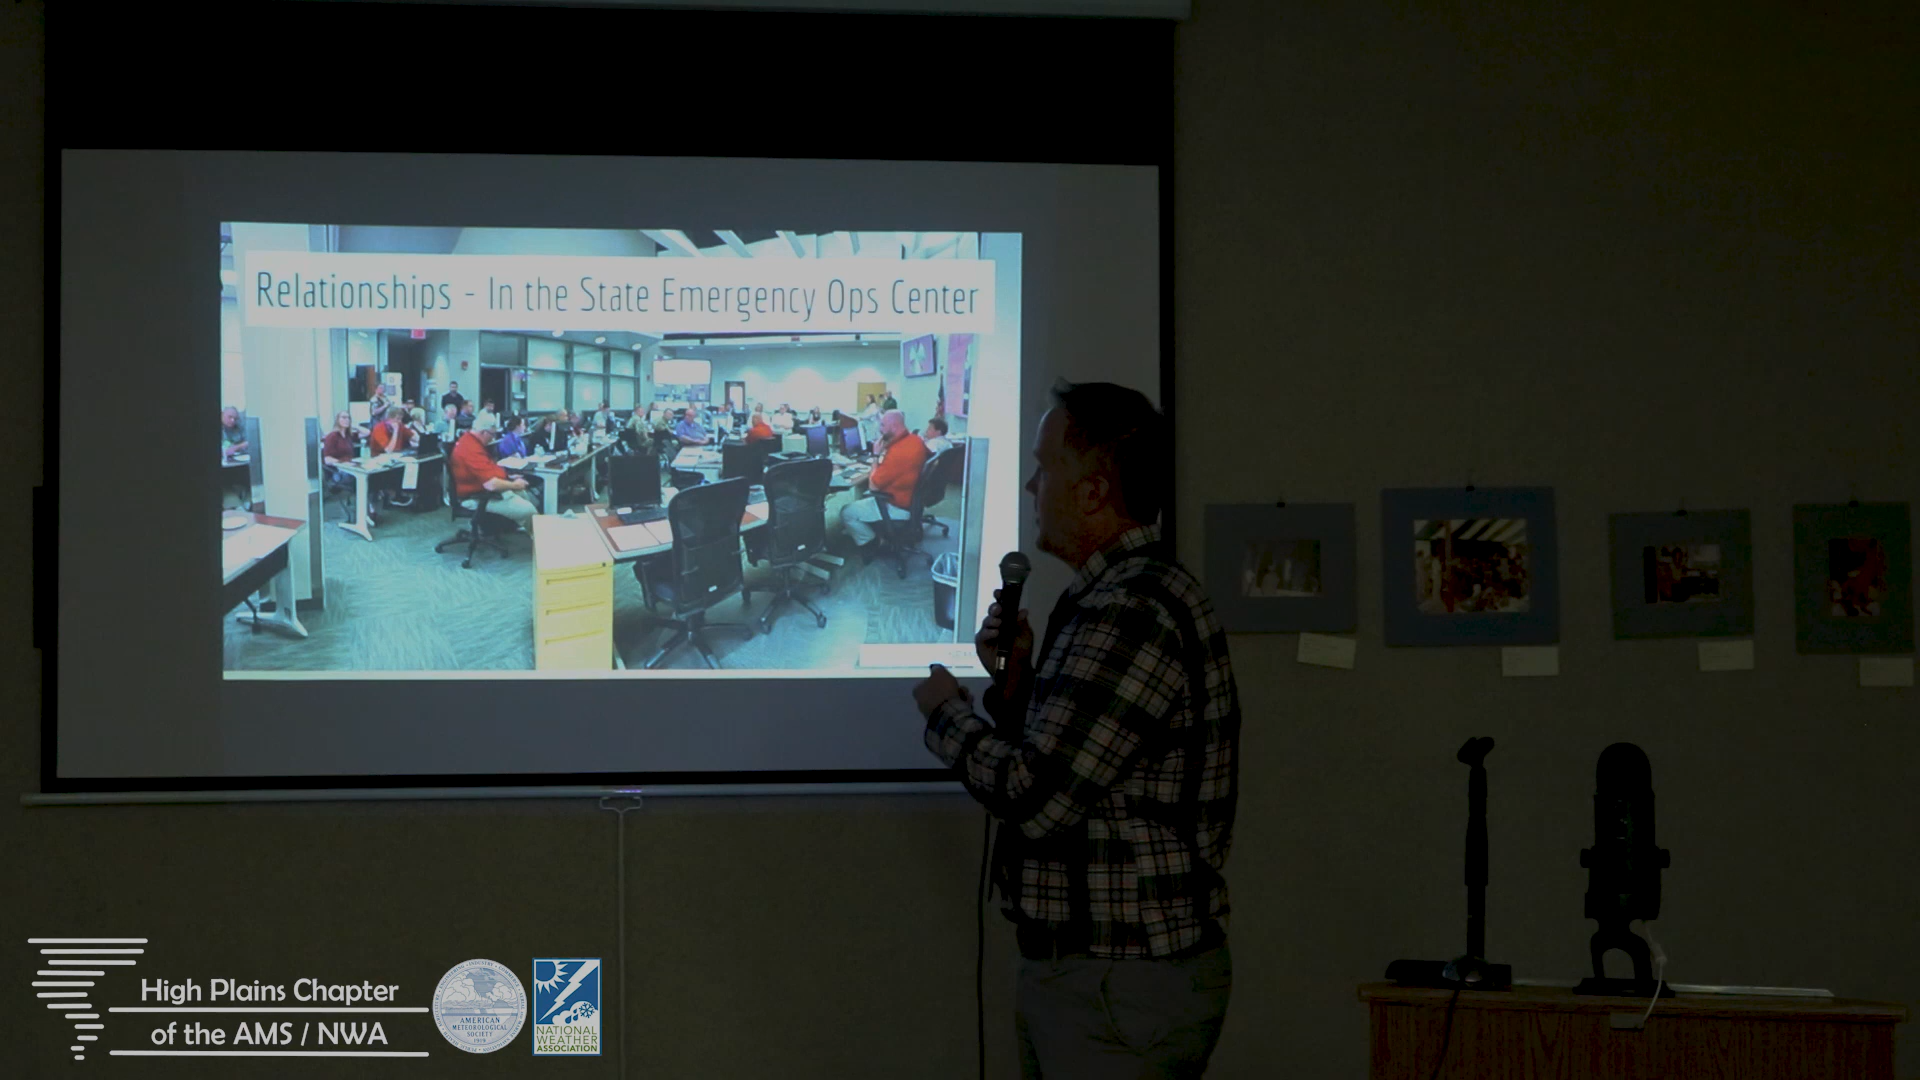 Relationships - In the State Emergency Ops Center
High Plains Chapter
of the AMS / NWA
AMERICAN
METEOROLOGICAL
SOCIETY
1919
NATIONAL
WEATHER
ASSOCIATION